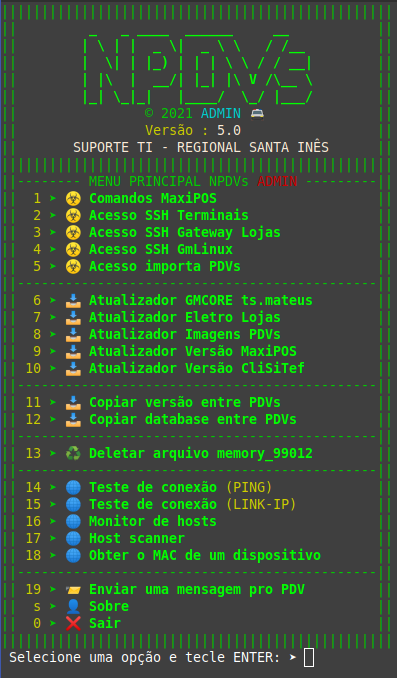 NPDVs
© 2021 ADMIN
Versão : 5.0
SUPORTE TI - REGIONAL SANTA INÊS
MENU PRINCIPAL NPDVs ADMIN
1 ➤ ☣ Comandos MaxiPOS
2 ➤ ☣ Acesso SSH Terminais
3 ➤ ☣ Acesso SSH Gateway Lojas
4 ➤ ☣ Acesso SSH GmLinux
5 ➤ ☣ Acesso importa PDVs
6 ➤ 📥 Atualizador GMCORE ts.mateus
7 ➤ 📥 Atualizador Eletro Lojas
8 ➤ 📥 Atualizador Imagens PDVs
9 ➤ 📥 Atualizador Versão MaxiPOS
10 ➤ 📥 Atualizador Versão CliSiTef
11 ➤ 📥 Copiar versão entre PDVs
12 ➤ 📥 Copiar database entre PDVs
13 ➤ ♻ Deletar arquivo memory_99012
14 ➤ 🌐 Teste de conexão (PING)
15 ➤ 🌐 Teste de conexão (LINK-IP)
16 ➤ 🌐 Monitor de hosts
17 ➤ 🌐 Host scanner
18 ➤ 🌐 Obter o MAC de um dispositivo
19 ➤ 📨 Enviar uma mensagem pro PDV
s ➤ 👤 Sobre
0 ➤ ❌ Sair
Selecione uma opção e tecle ENTER: ➤